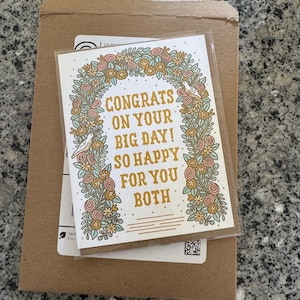 CONGRATS
ON YOUR
BIG DAY!
SO HAPPY
FOR YOU
BOTH